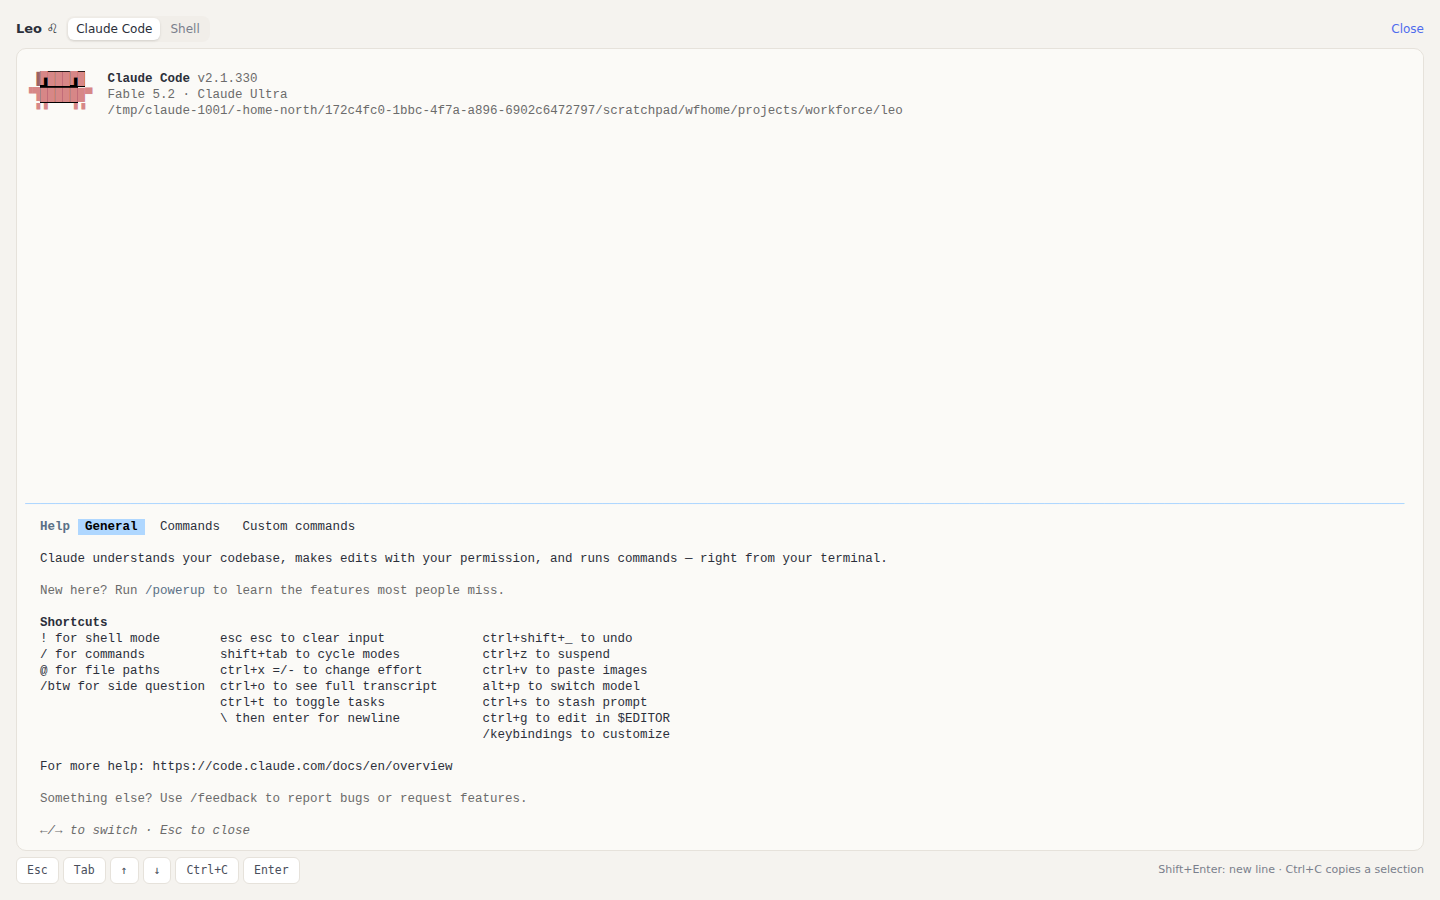 Leo ♌ Claude Code Shell Close
Claude Code v2.1.330
Fable 5.2 · Claude Ultra
/tmp/claude-1001/-home-north/172c4fc0-1bbc-4f7a-a896-6902c6472797/scratchpad/wfhome/projects/workforce/leo
Help General Commands Custom commands
Claude understands your codebase, makes edits with your permission, and runs commands — right from your terminal.
New here? Run /powerup to learn the features most people miss.
Shortcuts
! for shell mode esc esc to clear input ctrl+shift+_ to undo
/ for commands shift+tab to cycle modes ctrl+z to suspend
@ for file paths ctrl+x =/- to change effort ctrl+v to paste images
/btw for side question ctrl+o to see full transcript alt+p to switch model
ctrl+t to toggle tasks ctrl+s to stash prompt
\ then enter for newline ctrl+g to edit in $EDITOR
/keybindings to customize
For more help: https://code.claude.com/docs/en/overview
Something else? Use /feedback to report bugs or request features.
←/→ to switch · Esc to close
Esc Tab ↑ ↓ Ctrl+C Enter Shift+Enter: new line · Ctrl+C copies a selection